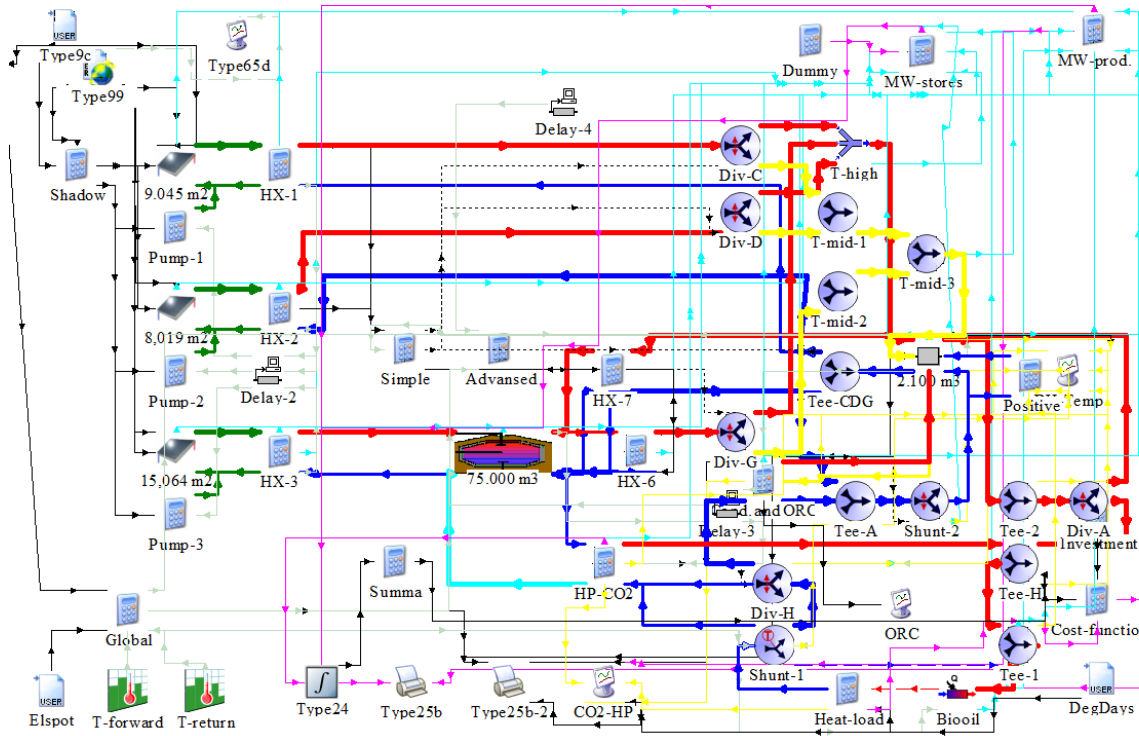 Type9c
USER
Type99
Type65d
Dummy
MW-stores
MW-prod.
Delay-4
Shadow
9.045 m2
HX-1
Div-C
T-high
Pump-1
Div-D
T-mid-1
T-mid-3
8,019 m2
HX-2
T-mid-2
Pump-2
Delay-2
Simple
Advansed
HX-7
Tee-CDG
2.100 m3
Positive
Temp
15,064 m2
HX-3
75.000 m3
HX-6
Div-G
and ORC
Pump-3
Delay-3
Tee-A
Shunt-2
Tee-2
Div-A
Investment
Summa
HP-CO2
Div-H
Tee-H
Global
ORC
Cost-functio
Shunt-1
Tee-1
USER
Elspot
T-forward
T-return
Type24
Type25b
Type25b-2
CO2-HP
Heat-load
Biooil
USER
DegDays